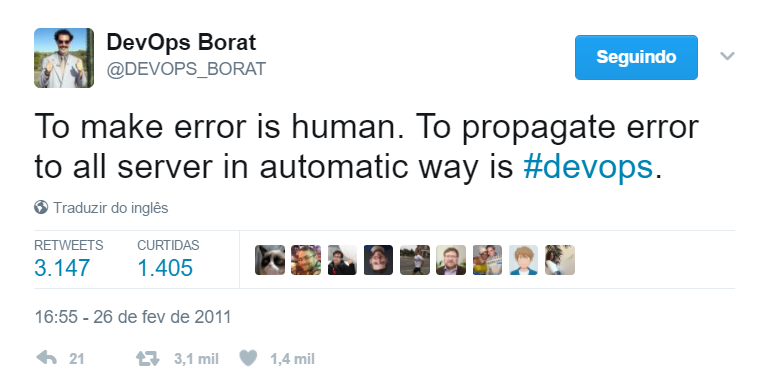 DevOps Borat
@DEVOPS_BORAT
Seguindo
To make error is human. To propagate error
to all server in automatic way is #devops.
Traduzir do inglês
RETWEETS CURTIDAS
3.147 1.405
16:55 - 26 de fev de 2011
21 3,1 mil 1,4 mil